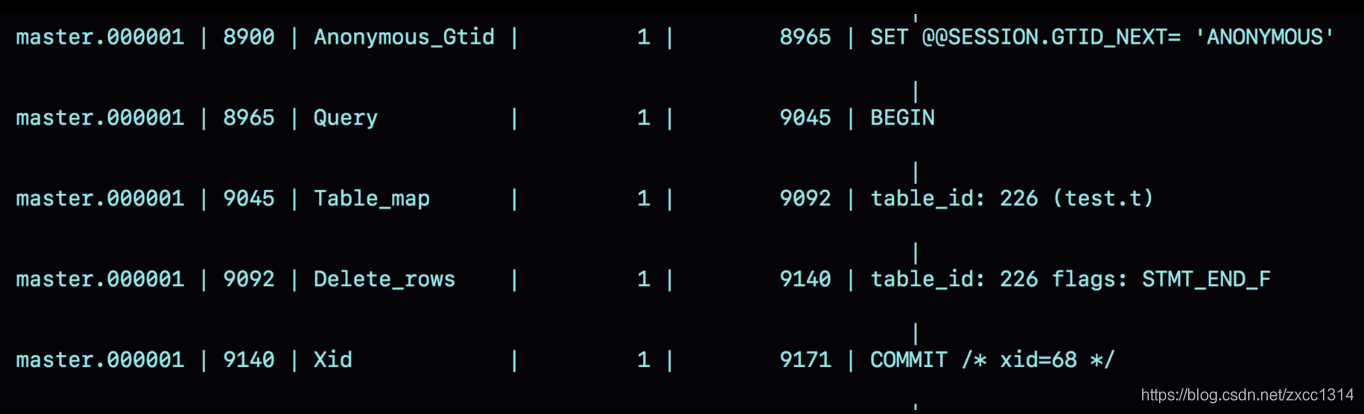 |
master.000001 | 8900 | Anonymous_Gtid | 1 | 8965 | SET @@SESSION.GTID_NEXT= 'ANONYMOUS'
|
master.000001 | 8965 | Query | 1 | 9045 | BEGIN
|
master.000001 | 9045 | Table_map | 1 | 9092 | table_id: 226 (test.t)
|
master.000001 | 9092 | Delete_rows | 1 | 9140 | table_id: 226 flags: STMT_END_F
|
master.000001 | 9140 | Xid | 1 | 9171 | COMMIT /* xid=68 */
|
https://blog.csdn.net/zxcc1314